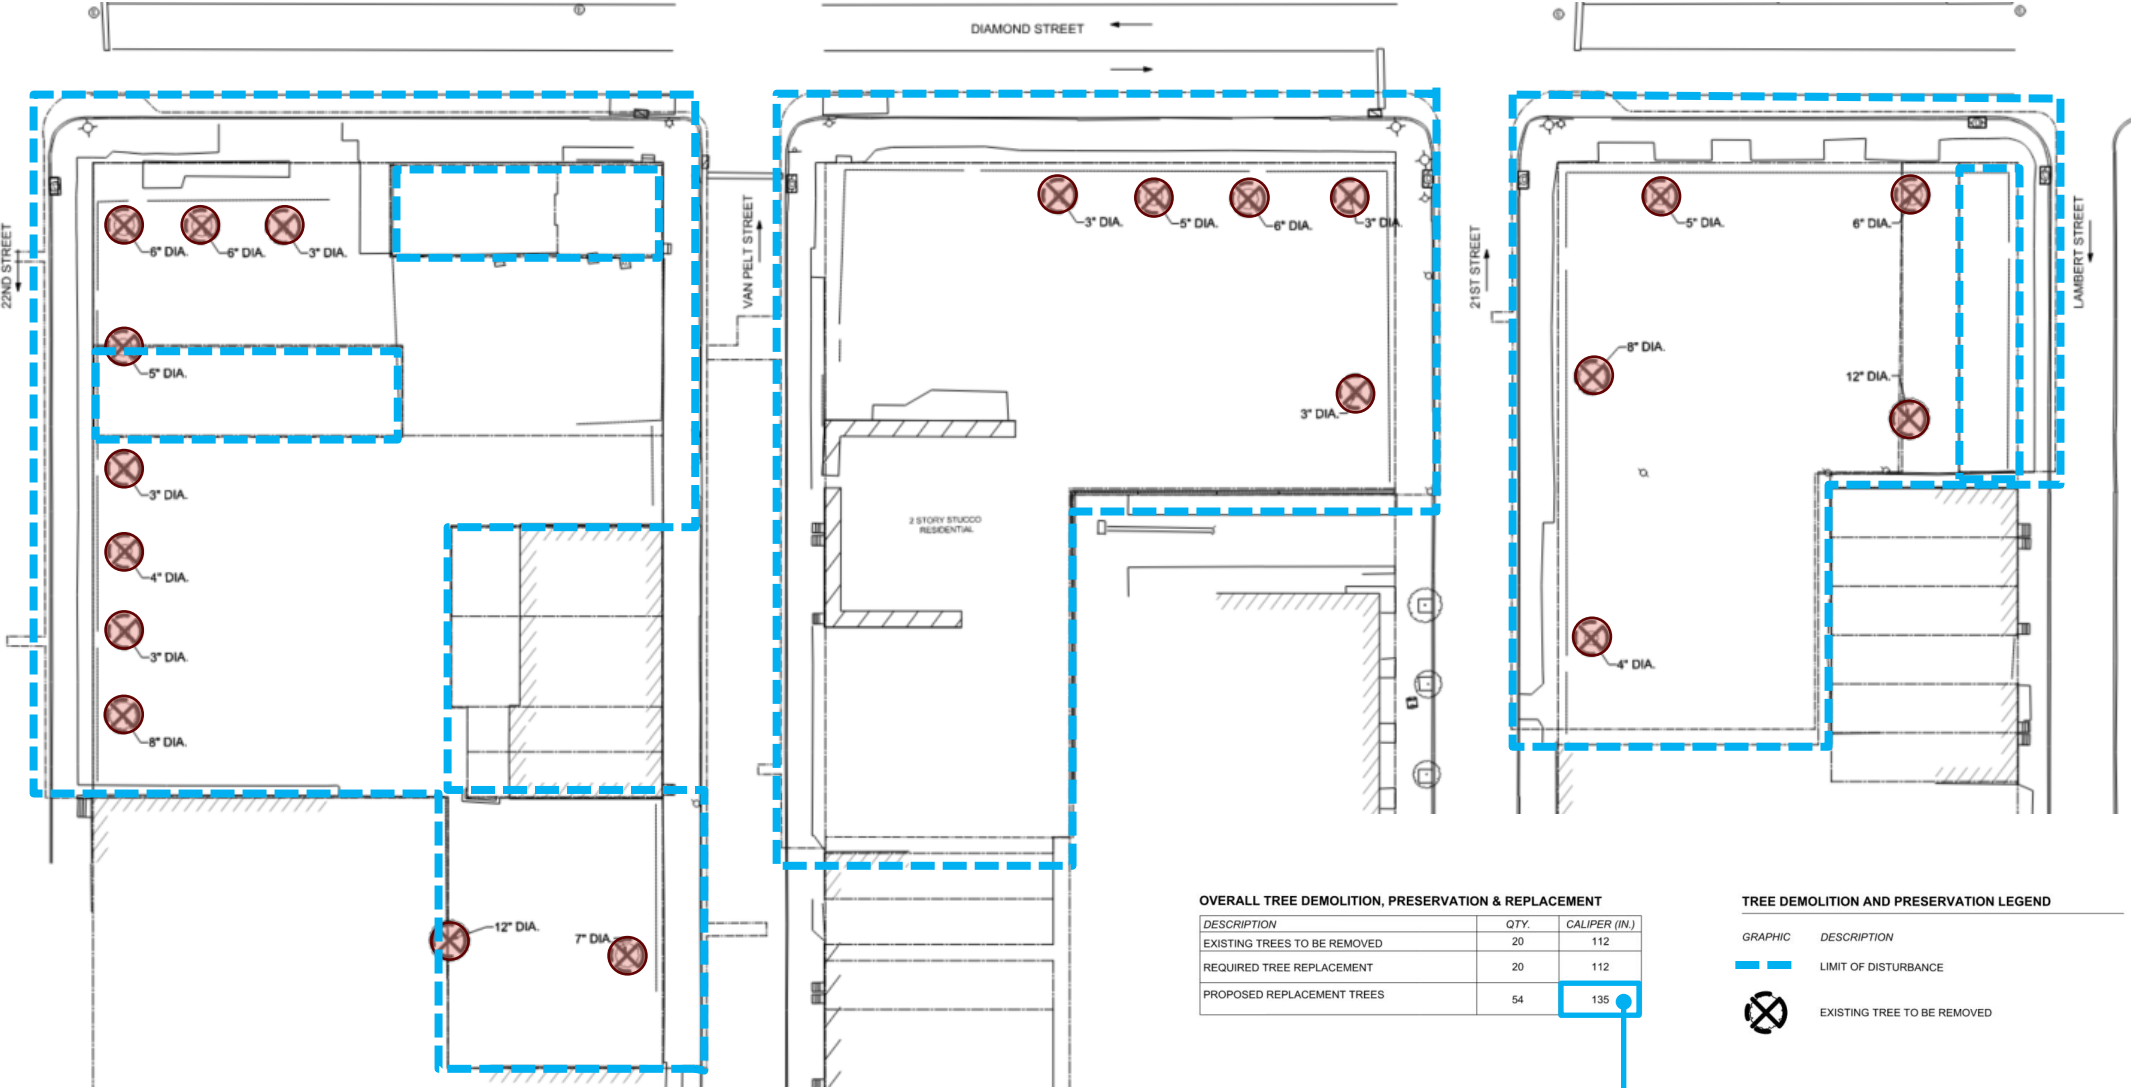 DIAMOND STREET
22ND STREET
VAN PELT STREET
21ST STREET
LAMBERT STREET
6" DIA.
6" DIA.
3" DIA.
5" DIA.
3" DIA.
4" DIA.
3" DIA.
8" DIA.
12" DIA.
7" DIA.
3" DIA.
5" DIA.
6" DIA.
3" DIA.
3" DIA.
2 STORY STUCCO
RESIDENTIAL
5" DIA.
6" DIA.
8" DIA.
12" DIA.
4" DIA.
OVERALL TREE DEMOLITION, PRESERVATION & REPLACEMENT
DESCRIPTION QTY. CALIPER (IN.)
EXISTING TREES TO BE REMOVED 20 112
REQUIRED TREE REPLACEMENT 20 112
PROPOSED REPLACEMENT TREES 54 135
TREE DEMOLITION AND PRESERVATION LEGEND
GRAPHIC DESCRIPTION
LIMIT OF DISTURBANCE
EXISTING TREE TO BE REMOVED